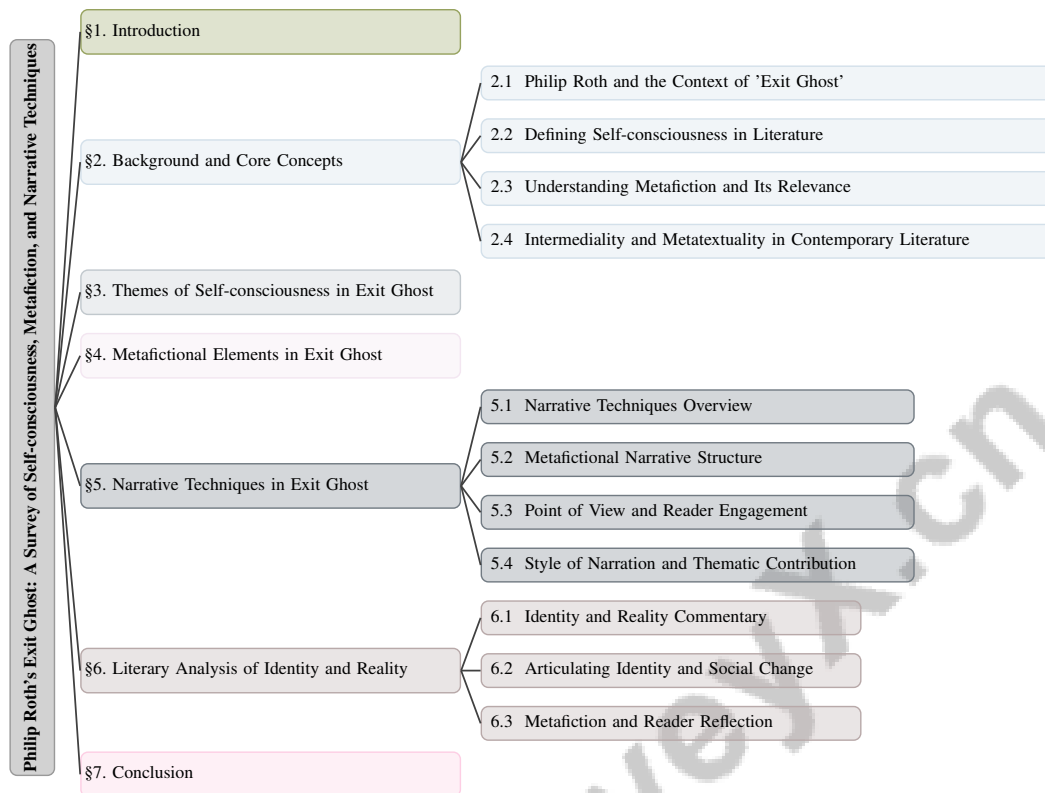 Philip Roth's Exit Ghost: A Survey of Self-consciousness, Metafiction, and Narrative Techniques
§1. Introduction
§2. Background and Core Concepts
2.1 Philip Roth and the Context of ’Exit Ghost’
2.2 Defining Self-consciousness in Literature
2.3 Understanding Metafiction and Its Relevance
2.4 Intermediality and Metatextuality in Contemporary Literature
§3. Themes of Self-consciousness in Exit Ghost
§4. Metafictional Elements in Exit Ghost
§5. Narrative Techniques in Exit Ghost
5.1 Narrative Techniques Overview
5.2 Metafictional Narrative Structure
5.3 Point of View and Reader Engagement
5.4 Style of Narration and Thematic Contribution
§6. Literary Analysis of Identity and Reality
6.1 Identity and Reality Commentary
6.2 Articulating Identity and Social Change
6.3 Metafiction and Reader Reflection
§7. Conclusion
veyx.cn